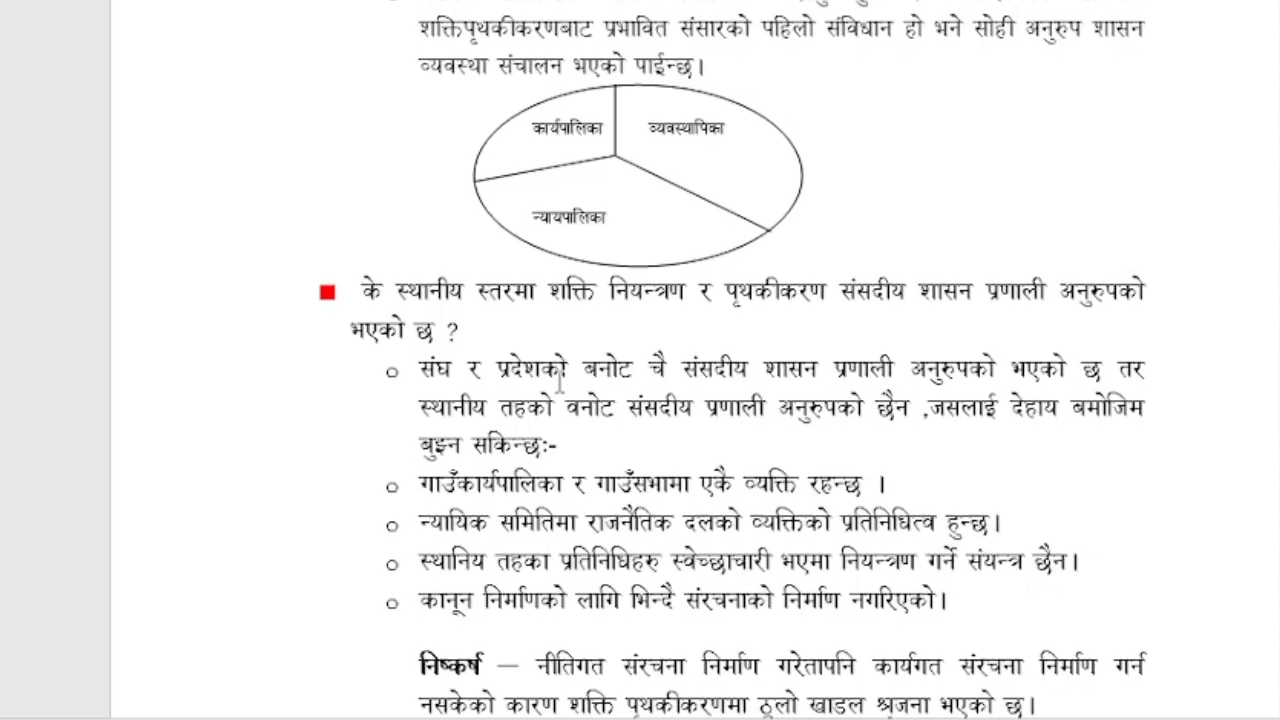 शक्तिपृथकीकरणबाट प्रभावित संसारको पहिलो संविधान हो भने सोही अनुरुप शासन
व्यवस्था संचालन भएको पाईन्छ।
कार्यपालिका
व्यवस्थापिका
न्यायपालिका
के स्थानीय स्तरमा शक्ति नियन्त्रण र पृथकीकरण संसदीय शासन प्रणाली अनुरुपको
भएको छ ?
संघ र प्रदेशको बनोट चै संसदीय शासन प्रणाली अनुरुपको भएको छ तर
स्थानीय तहको वनोट संसदीय प्रणाली अनुरुपको छैन ,जसलाई देहाय बमोजिम
बुझ्न सकिन्छः-
गाउँकार्यपालिका र गाउँसभामा एकै व्यक्ति रहन्छ ।
न्यायिक समितिमा राजनैतिक दलको व्यक्तिको प्रतिनिधित्व हुन्छ।
स्थानिय तहका प्रतिनिधिहरु स्वेच्छाचारी भएमा नियन्त्रण गर्ने संयन्त्र छैन।
कानून निर्माणको लागि भिन्दै संरचनाको निर्माण नगरिएको।
निष्कर्ष — नीतिगत संरचना निर्माण गरेतापनि कार्यगत संरचना निर्माण गर्न
नसकेको कारण शक्ति पृथकीकरणमा ठूलो खाडल श्रृजना भएको छ।